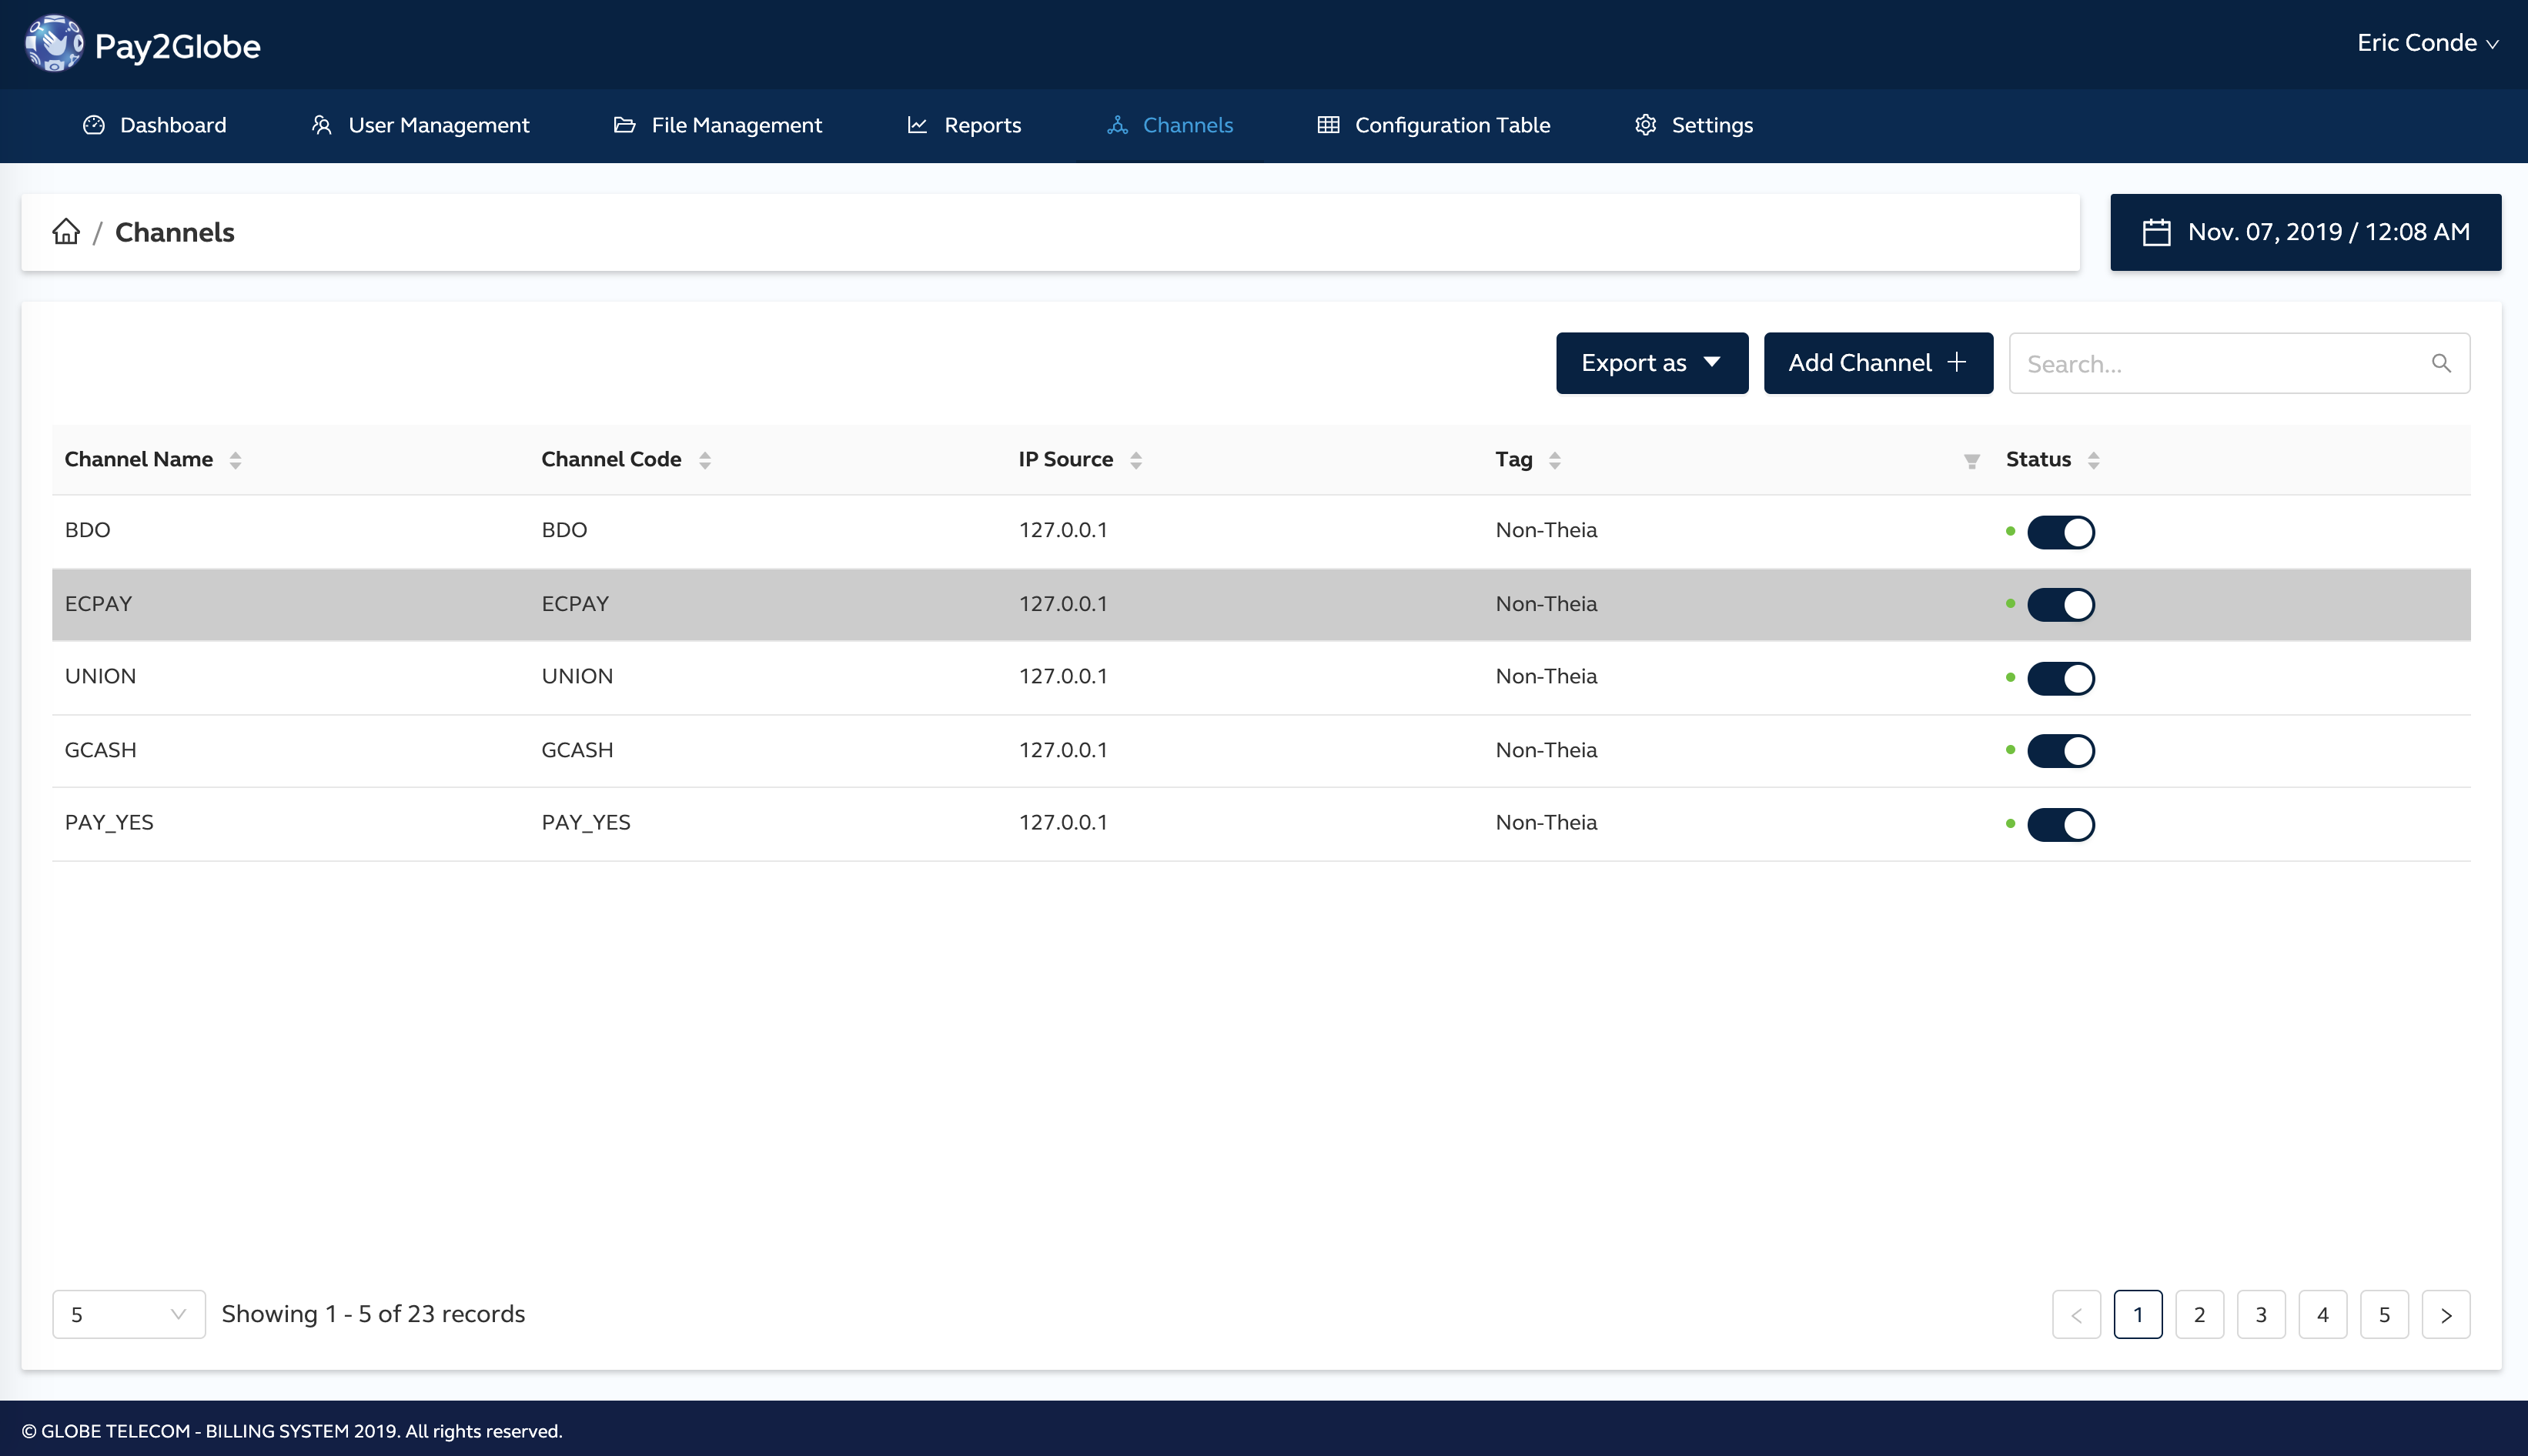 Pay2Globe
Eric Conde
Dashboard User Management File Management Reports Channels Configuration Table Settings
/ Channels
Nov. 07, 2019 / 12:08 AM
Export as Add Channel + Search...
Channel Name Channel Code IP Source Tag Status
BDO BDO 127.0.0.1 Non-Theia
ECPAY ECPAY 127.0.0.1 Non-Theia
UNION UNION 127.0.0.1 Non-Theia
GCASH GCASH 127.0.0.1 Non-Theia
PAY_YES PAY_YES 127.0.0.1 Non-Theia
5 Showing 1 - 5 of 23 records < 1 2 3 4 5 >
© GLOBE TELECOM - BILLING SYSTEM 2019. All rights reserved.